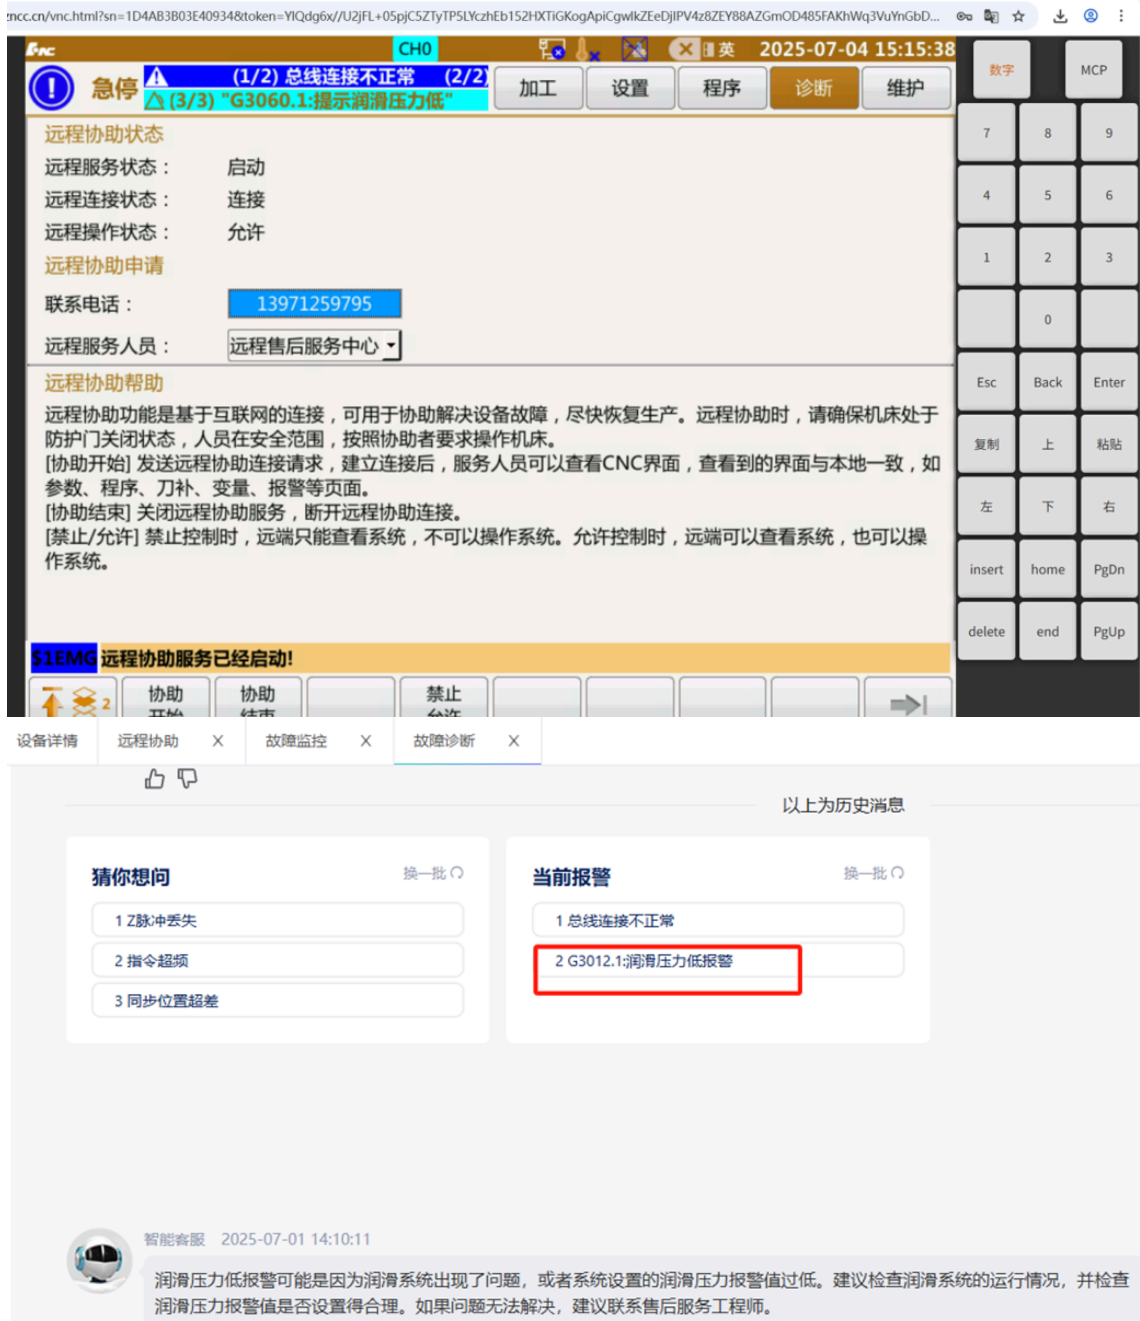 zncc.cn/vnc.html?sn=1D4AB3B03E40934&token=YlQdg6x//U2jFL+05pjC5ZTyTP5LYczhEb152HXTiGKogApiCgwlkZEeDjIPV4z8ZEY88AZGmOD485FAKhWq3VuYnGbD...
CH0 英 2025-07-04 15:15:38
急停 (1/2) 总线连接不正常 (2/2)
(3/3) "G3060.1:提示润滑压力低"
加工 设置 程序 诊断 维护
远程协助状态
远程服务状态： 启动
远程连接状态： 连接
远程操作状态： 允许
远程协助申请
联系电话： 13971259795
远程服务人员： 远程售后服务中心
远程协助帮助
远程协助功能是基于互联网的连接，可用于协助解决设备故障，尽快恢复生产。远程协助时，请确保机床处于
防护门关闭状态，人员在安全范围，按照协助者要求操作机床。
[协助开始] 发送远程协助连接请求，建立连接后，服务人员可以查看CNC界面，查看到的界面与本地一致，如
参数、程序、刀补、变量、报警等页面。
[协助结束] 关闭远程协助服务，断开远程协助连接。
[禁止/允许] 禁止控制时，远端只能查看系统，不可以操作系统。允许控制时，远端可以查看系统，也可以操
作系统。
$1EMG 远程协助服务已经启动!
2 协助开始 协助结束 禁止允许
数字 MCP
7 8 9
4 5 6
1 2 3
0
Esc Back Enter
复制 上 粘贴
左 下 右
insert home PgDn
delete end PgUp
设备详情 远程协助 X 故障监控 X 故障诊断 X
以上为历史消息
猜你想问 换一批
1 Z脉冲丢失
2 指令超频
3 同步位置超差
当前报警 换一批
1 总线连接不正常
2 G3012.1:润滑压力低报警
智能客服 2025-07-01 14:10:11
润滑压力低报警可能是因为润滑系统出现了问题，或者系统设置的润滑压力报警值过低。建议检查润滑系统的运行情况，并检查
润滑压力报警值是否设置得合理。如果问题无法解决，建议联系售后服务工程师。